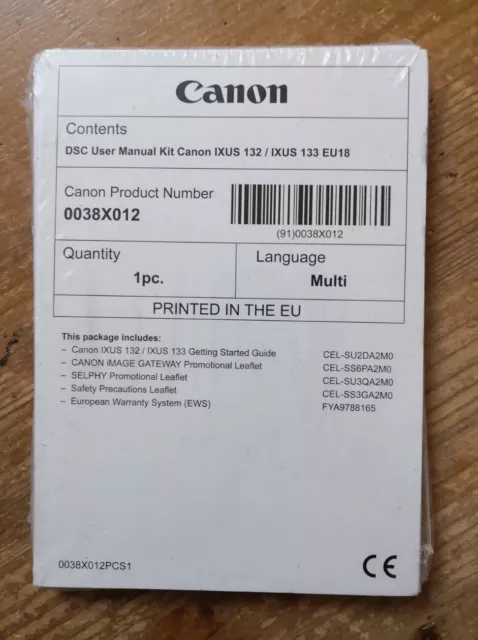 Canon
Contents
DSC User Manual Kit Canon IXUS 132 / IXUS 133 EU18
Canon Product Number
0038X012
(91)0038X012
Quantity
1pc.
Language
Multi
PRINTED IN THE EU
This package includes:
– Canon IXUS 132 / IXUS 133 Getting Started Guide CEL-SU2DA2M0
– CANON iMAGE GATEWAY Promotional Leaflet CEL-SS6PA2M0
– SELPHY Promotional Leaflet CEL-SU3QA2M0
– Safety Precautions Leaflet CEL-SS3GA2M0
– European Warranty System (EWS) FYA9788165
0038X012PCS1
CE